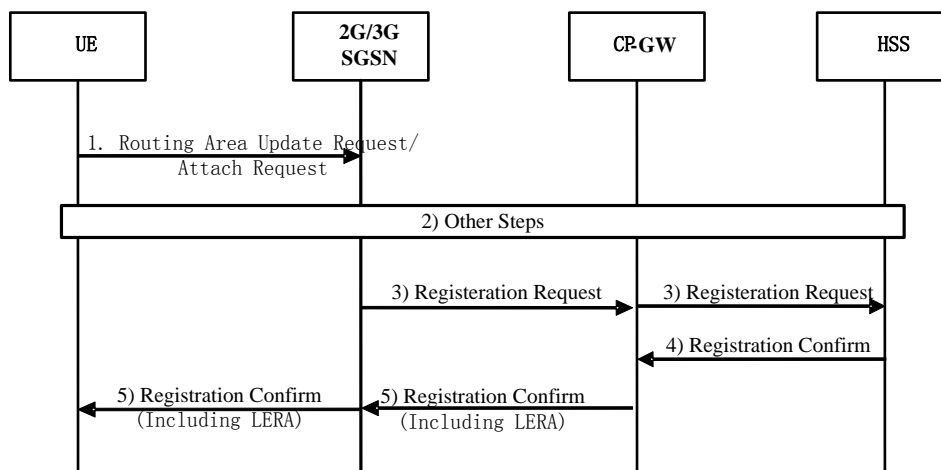 UE
2G/3G
SGSN
CP-GW
HSS
1. Routing Area Update Request/
Attach Request
2) Other Steps
3) Registeration Request
3) Registeration Request
4) Registration Confirm
5) Registration Confirm
(Including LERA)
5) Registration Confirm
(Including LERA)